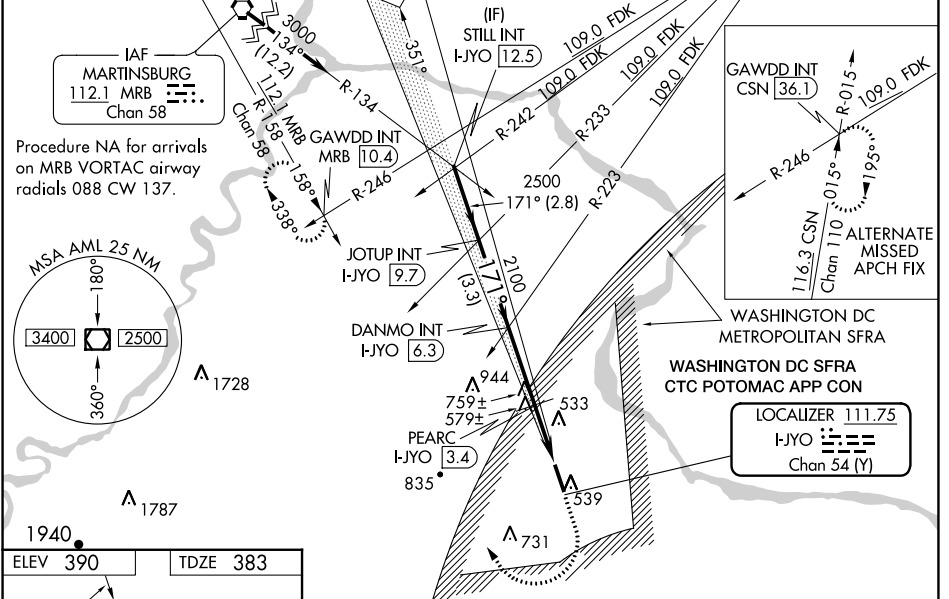 IAF
MARTINSBURG
112.1 MRB
Chan 58
Procedure NA for arrivals
on MRB VORTAC airway
radials 088 CW 137.
3000
134°
(12.2)
R-134
112.1 MRB
R-158
Chan 58
158°
338°
GAWDD INT
MRB 10.4
R-246
351°
(IF)
STILL INT
I-JYO 12.5
109.0 FDK
109.0 FDK
109.0 FDK
109.0 FDK
R-242
R-233
R-223
2500
171° (2.8)
JOTUP INT
I-JYO 9.7
2100
171°
(3.3)
DANMO INT
I-JYO 6.3
944
759±
579±
533
PEARC
I-JYO 3.4
835
539
731
MSA AML 25 NM
180°
3400
2500
360°
1728
1787
1940
GAWDD INT
CSN 36.1
R-015
109.0 FDK
R-246
015°
195°
116.3 CSN
Chan 110
ALTERNATE
MISSED
APCH FIX
WASHINGTON DC
METROPOLITAN SFRA
WASHINGTON DC SFRA
CTC POTOMAC APP CON
LOCALIZER 111.75
I-JYO
Chan 54 (Y)
ELEV 390
TDZE 383